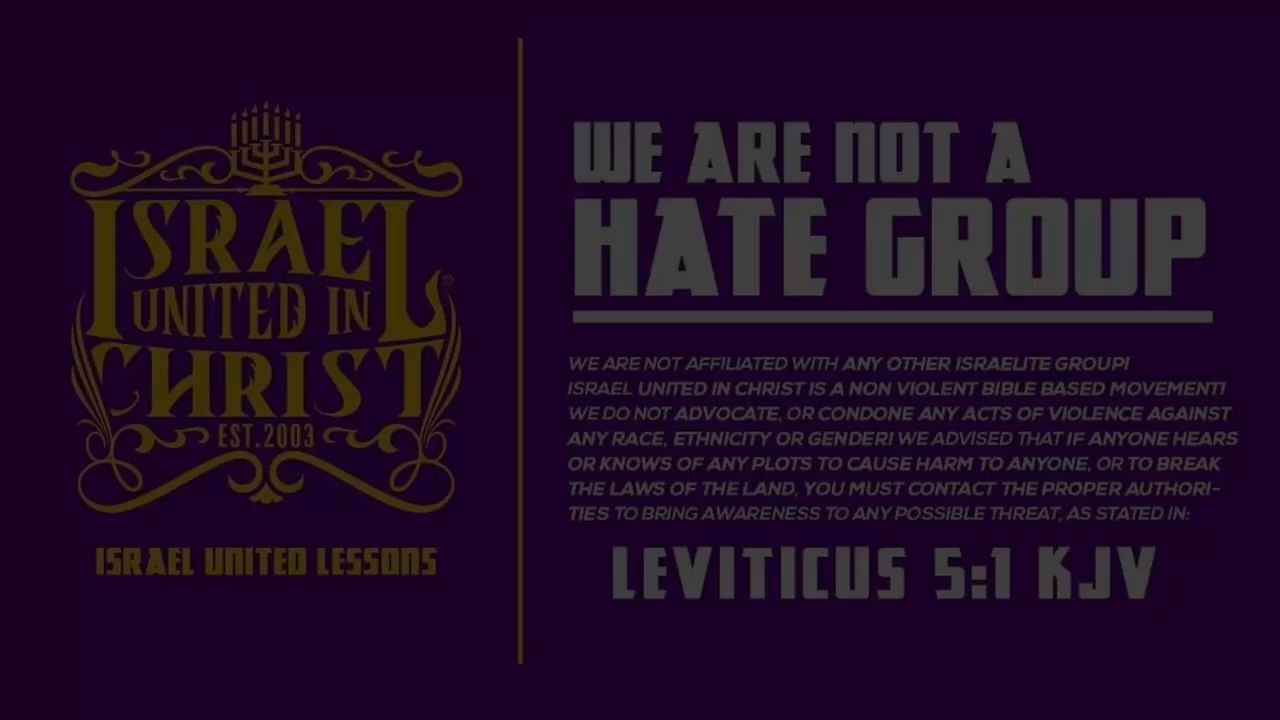 ISRAEL
UNITED IN
CHRIST
EST.2003
ISRAEL UNITED LESSONS
WE ARE NOT A
HATE GROUP
WE ARE NOT AFFILIATED WITH ANY OTHER ISRAELITE GROUP!
ISRAEL UNITED IN CHRIST IS A NON VIOLENT BIBLE BASED MOVEMENT!
WE DO NOT ADVOCATE, OR CONDONE ANY ACTS OF VIOLENCE AGAINST
ANY RACE, ETHNICITY OR GENDER! WE ADVISED THAT IF ANYONE HEARS
OR KNOWS OF ANY PLOTS TO CAUSE HARM TO ANYONE, OR TO BREAK
THE LAWS OF THE LAND, YOU MUST CONTACT THE PROPER AUTHORI-
TIES TO BRING AWARENESS TO ANY POSSIBLE THREAT, AS STATED IN:
LEVITICUS 5:1 KJV